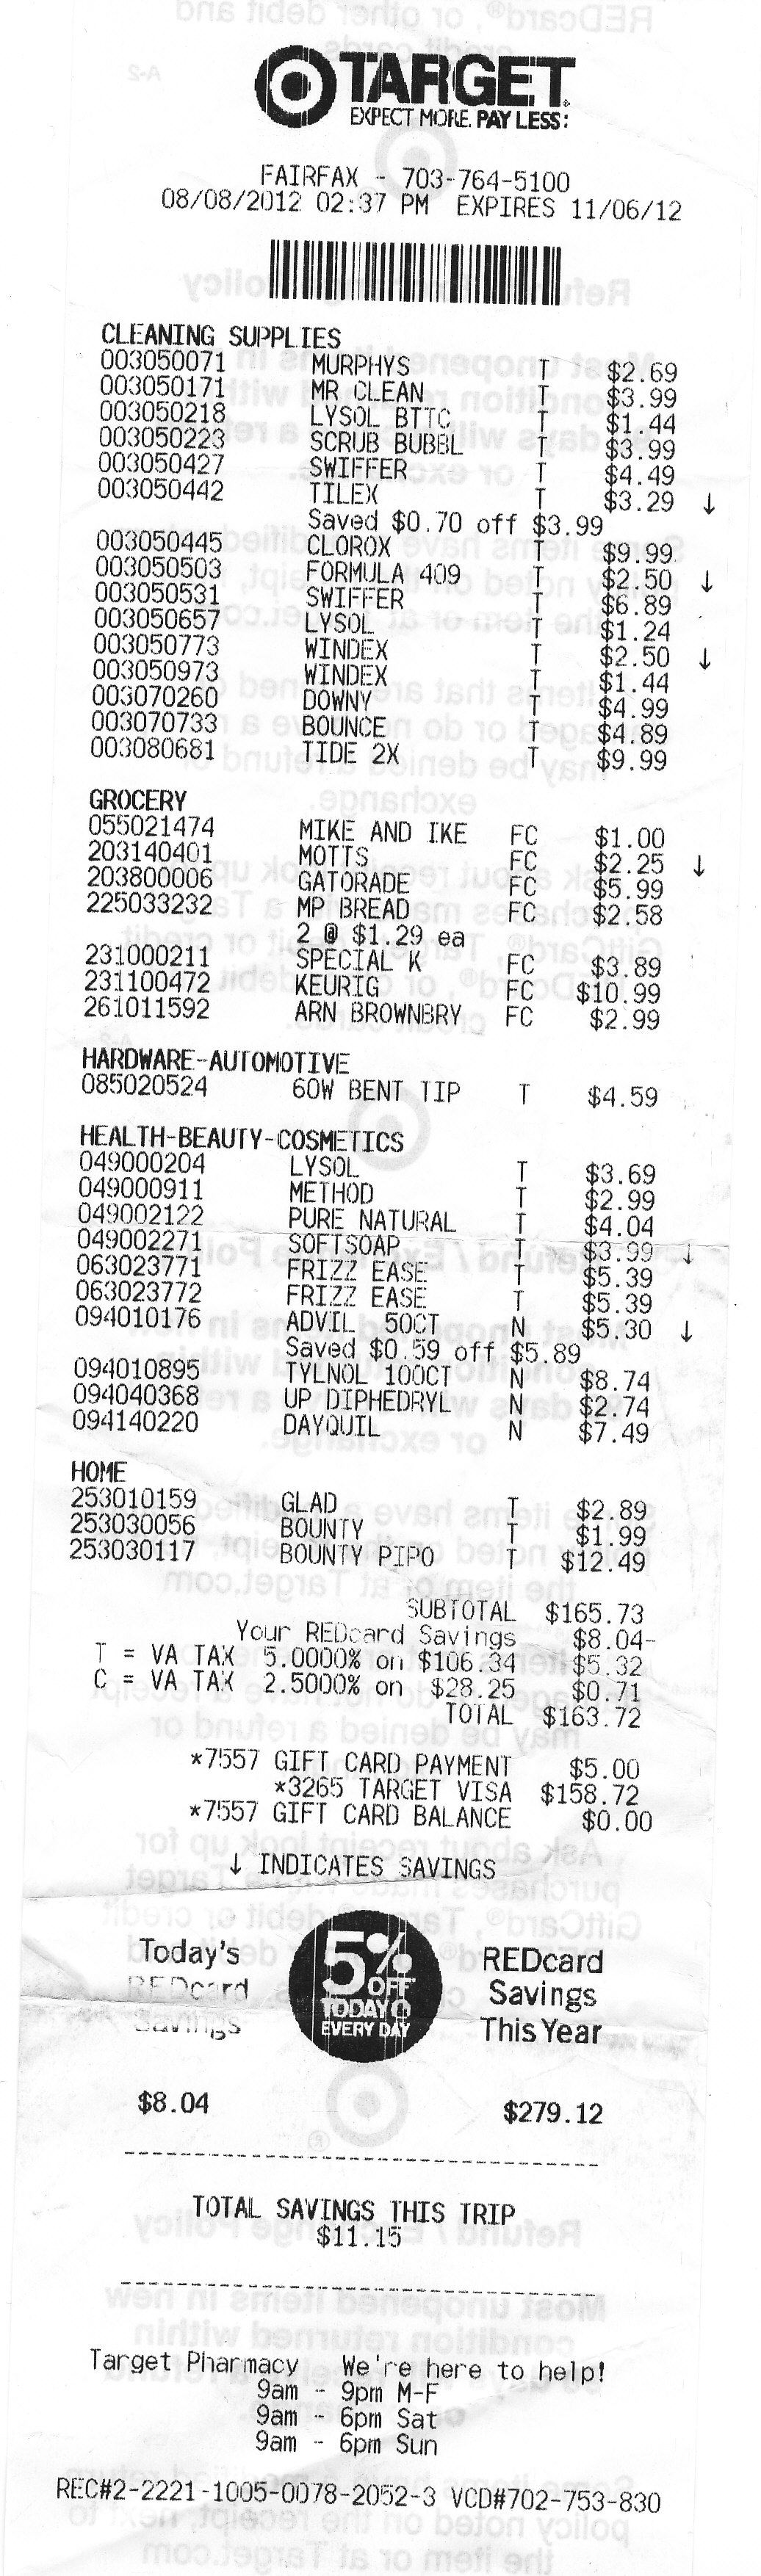 TARGET
EXPECT MORE. PAY LESS.
FAIRFAX - 703-764-5100
08/08/2012 02:37 PM EXPIRES 11/06/12
CLEANING SUPPLIES
003050071 MURPHYS T $2.69
003050171 MR CLEAN T $3.99
003050218 LYSOL BTTC T $1.44
003050223 SCRUB BUBBL T $3.99
003050427 SWIFFER T $4.49
003050442 TILEX T $3.29 ↓
Saved $0.70 off $3.99
003050445 CLOROX T $9.99
003050503 FORMULA 409 T $2.50 ↓
003050531 SWIFFER T $6.89
003050657 LYSOL T $1.24
003050773 WINDEX T $2.50 ↓
003050973 WINDEX T $1.44
003070260 DOWNY T $4.99
003070733 BOUNCE T $4.89
003080681 TIDE 2X T $9.99
GROCERY
055021474 MIKE AND IKE FC $1.00
203140401 MOTTS FC $2.25 ↓
203800006 GATORADE FC $5.99
225033232 MP BREAD FC $2.58
2 @ $1.29 ea
231000211 SPECIAL K FC $3.89
231100472 KEURIG FC $10.99
261011592 ARN BROWNBRY FC $2.99
HARDWARE-AUTOMOTIVE
085020524 60W BENT TIP T $4.59
HEALTH-BEAUTY-COSMETICS
049000204 LYSOL T $3.69
049000911 METHOD T $2.99
049002122 PURE NATURAL T $4.04
049002271 SOFTSOAP T $3.99 ↓
063023771 FRIZZ EASE T $5.39
063023772 FRIZZ EASE T $5.39
094010176 ADVIL 50CT N $5.30 ↓
Saved $0.59 off $5.89
094010895 TYLNOL 100CT N $8.74
094040368 UP DIPHEDRYL N $2.74
094140220 DAYQUIL N $7.49
HOME
253010159 GLAD T $2.89
253030056 BOUNTY T $1.99
253030117 BOUNTY PIPO T $12.49
SUBTOTAL $165.73
Your REDcard Savings $8.04-
T = VA TAX 5.0000% on $106.34 $5.32
C = VA TAX 2.5000% on $28.25 $0.71
TOTAL $163.72
*7557 GIFT CARD PAYMENT $5.00
*3265 TARGET VISA $158.72
*7557 GIFT CARD BALANCE $0.00
↓ INDICATES SAVINGS
Today's REDcard Savings
5% OFF TODAY & EVERY DAY
REDcard Savings This Year
$8.04 $279.12
TOTAL SAVINGS THIS TRIP
$11.15
Target Pharmacy We're here to help!
9am - 9pm M-F
9am - 6pm Sat
9am - 6pm Sun
REC#2-2221-1005-0078-2052-3 VCD#702-753-830